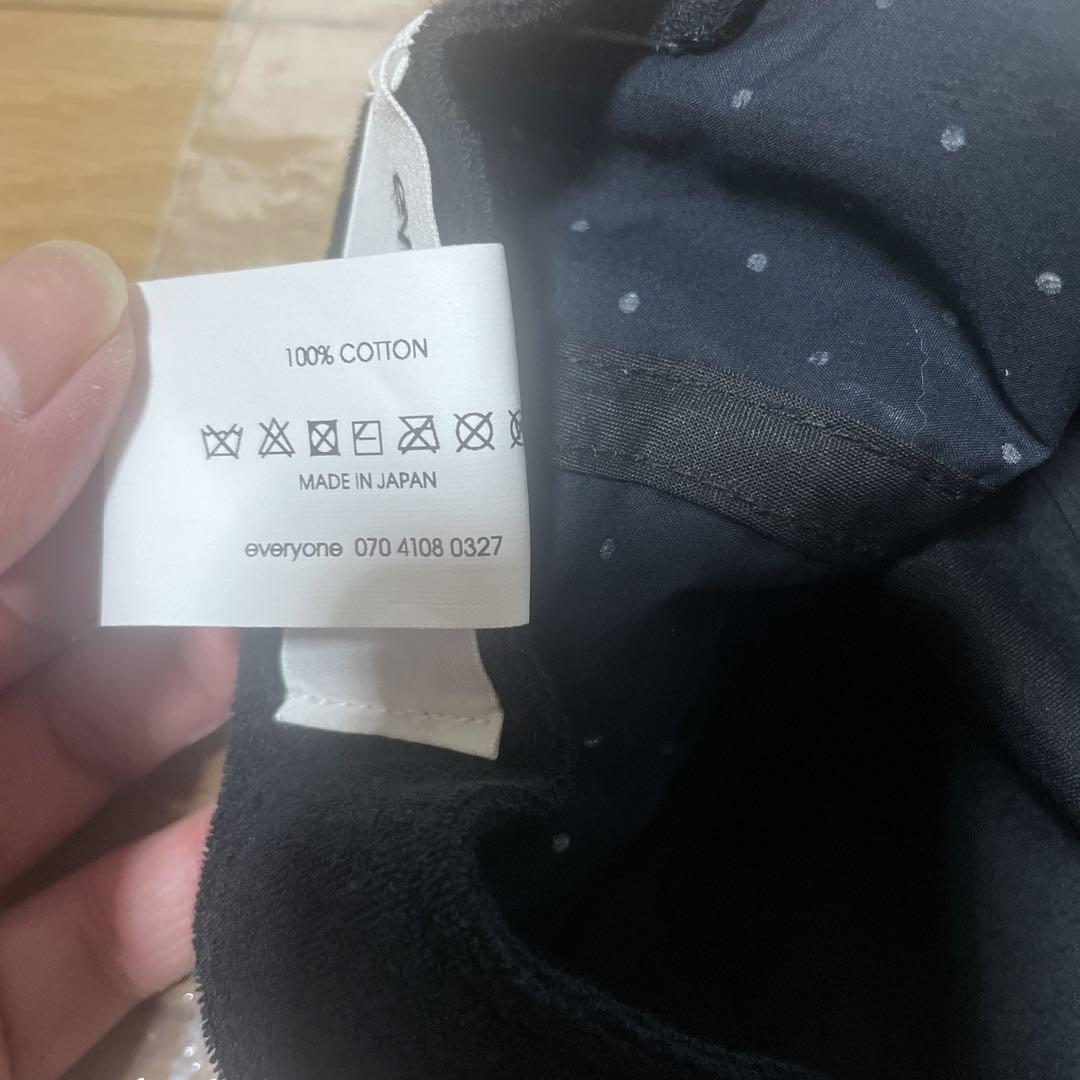 100% COTTON
MADE IN JAPAN
everyone 070 4108 0327